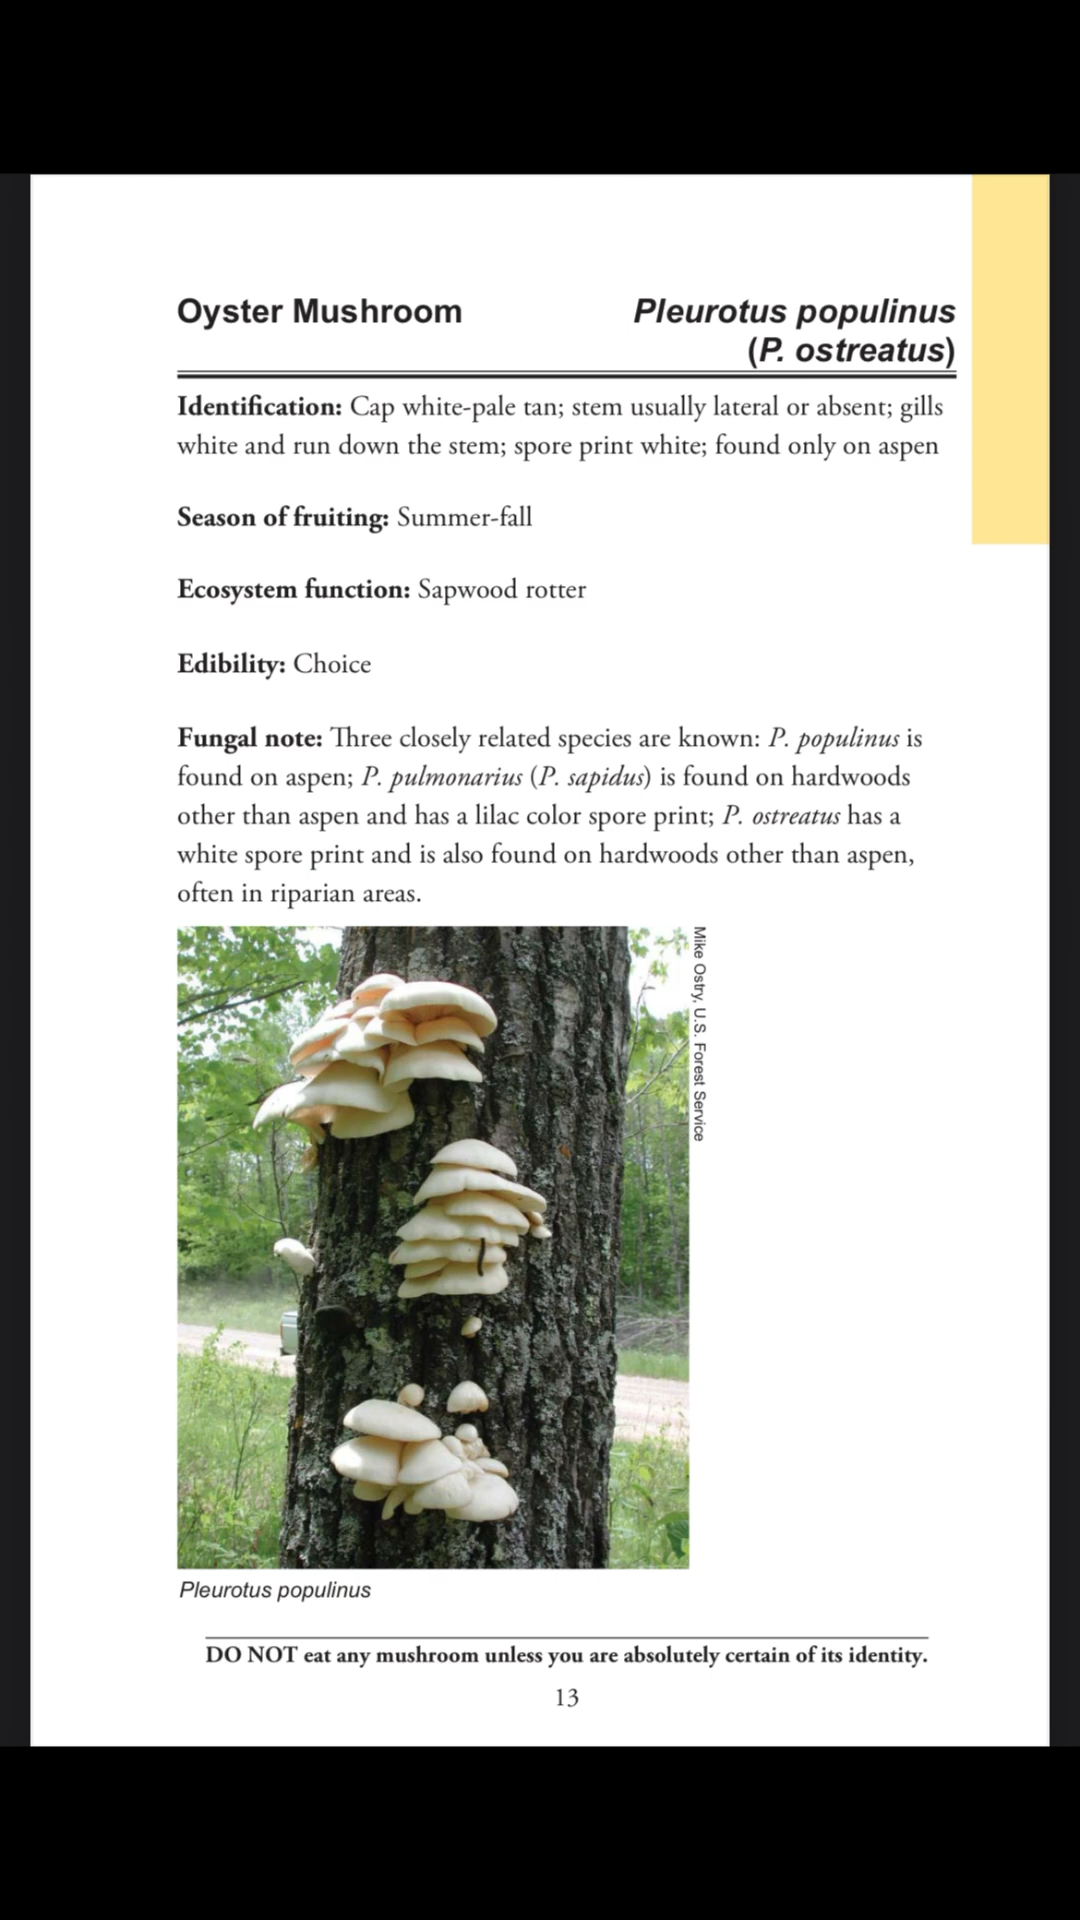 Oyster Mushroom
Pleurotus populinus
(P. ostreatus)
Identification: Cap white-pale tan; stem usually lateral or absent; gills
white and run down the stem; spore print white; found only on aspen
Season of fruiting: Summer-fall
Ecosystem function: Sapwood rotter
Edibility: Choice
Fungal note: Three closely related species are known: P. populinus is
found on aspen; P. pulmonarius (P. sapidus) is found on hardwoods
other than aspen and has a lilac color spore print; P. ostreatus has a
white spore print and is also found on hardwoods other than aspen,
often in riparian areas.
Mike Ostry, U.S. Forest Service
Pleurotus populinus
DO NOT eat any mushroom unless you are absolutely certain of its identity.
13